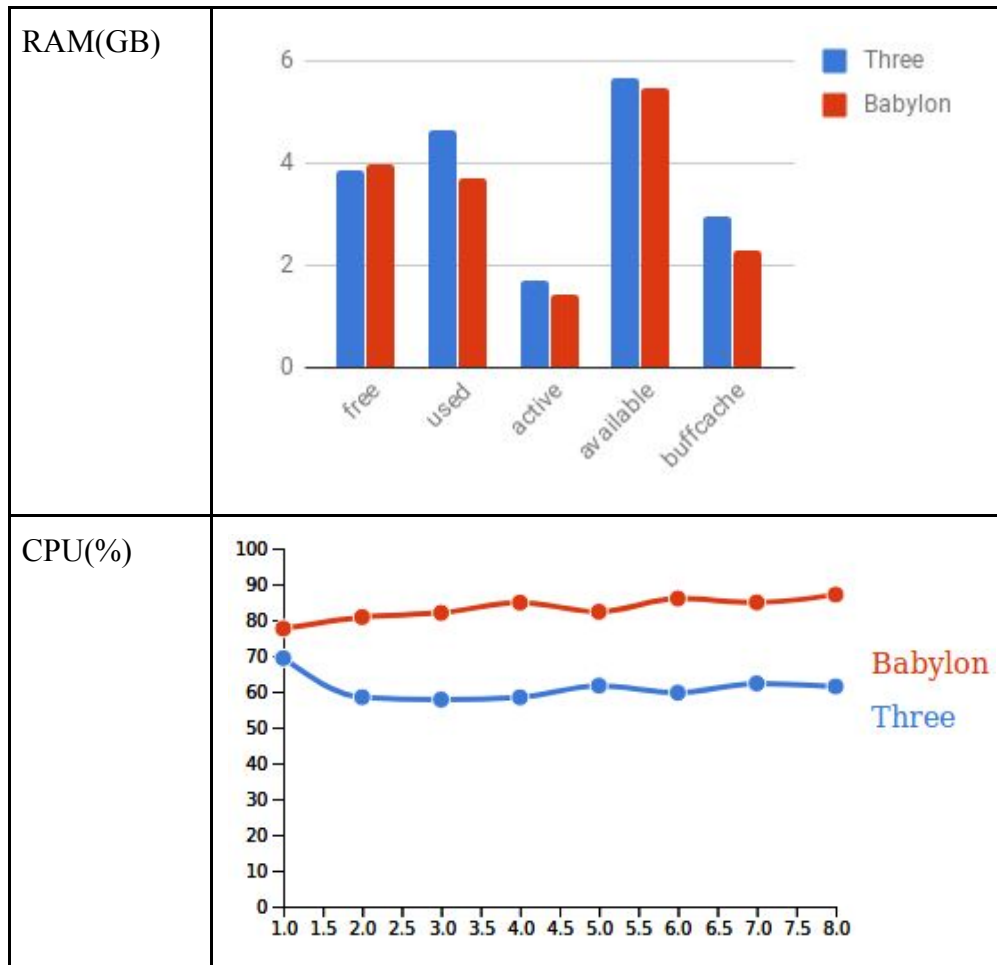 RAM(GB)
6
4
2
0
free used active available buffcache
Three
Babylon
CPU(%)
100
90
80
70
60
50
40
30
20
10
0
1.0 1.5 2.0 2.5 3.0 3.5 4.0 4.5 5.0 5.5 6.0 6.5 7.0 7.5 8.0
Babylon
Three